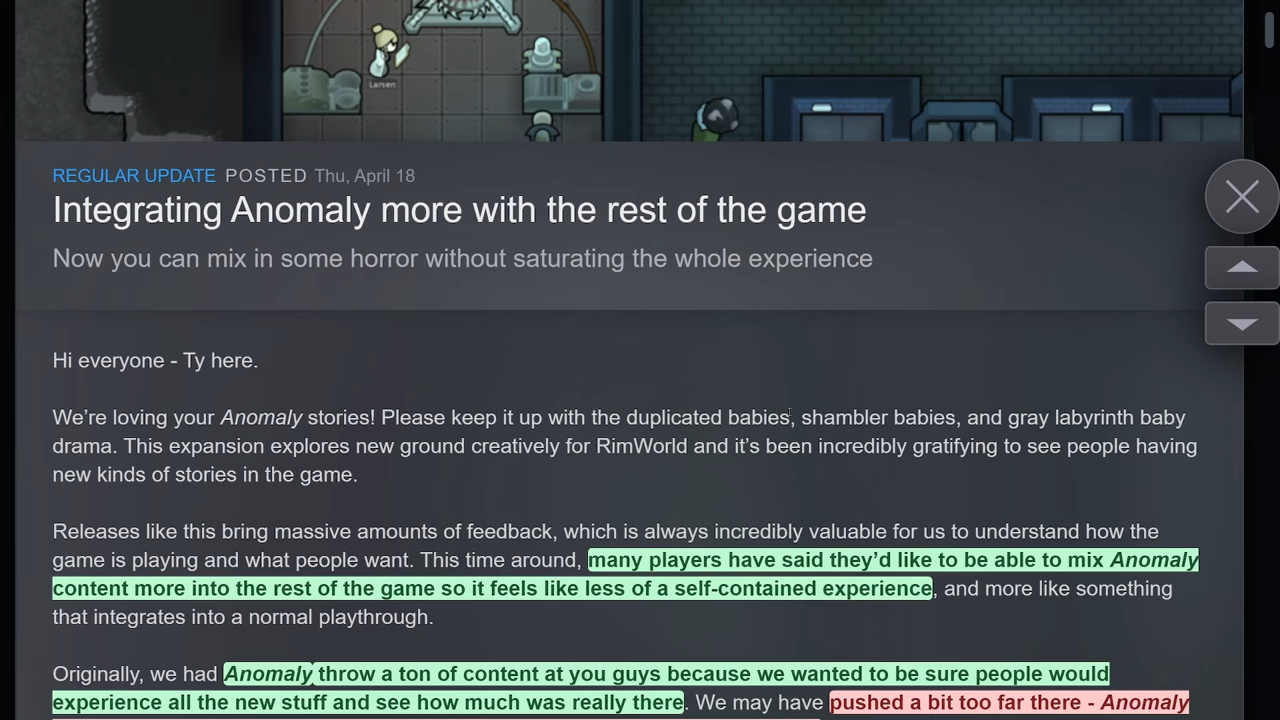 Larsen
REGULAR UPDATE POSTED Thu, April 18
Integrating Anomaly more with the rest of the game
Now you can mix in some horror without saturating the whole experience
Hi everyone - Ty here.
We’re loving your Anomaly stories! Please keep it up with the duplicated babies, shambler babies, and gray labyrinth baby
drama. This expansion explores new ground creatively for RimWorld and it’s been incredibly gratifying to see people having
new kinds of stories in the game.
Releases like this bring massive amounts of feedback, which is always incredibly valuable for us to understand how the
game is playing and what people want. This time around, many players have said they’d like to be able to mix Anomaly
content more into the rest of the game so it feels like less of a self-contained experience, and more like something
that integrates into a normal playthrough.
Originally, we had Anomaly throw a ton of content at you guys because we wanted to be sure people would
experience all the new stuff and see how much was really there. We may have pushed a bit too far there - Anomaly